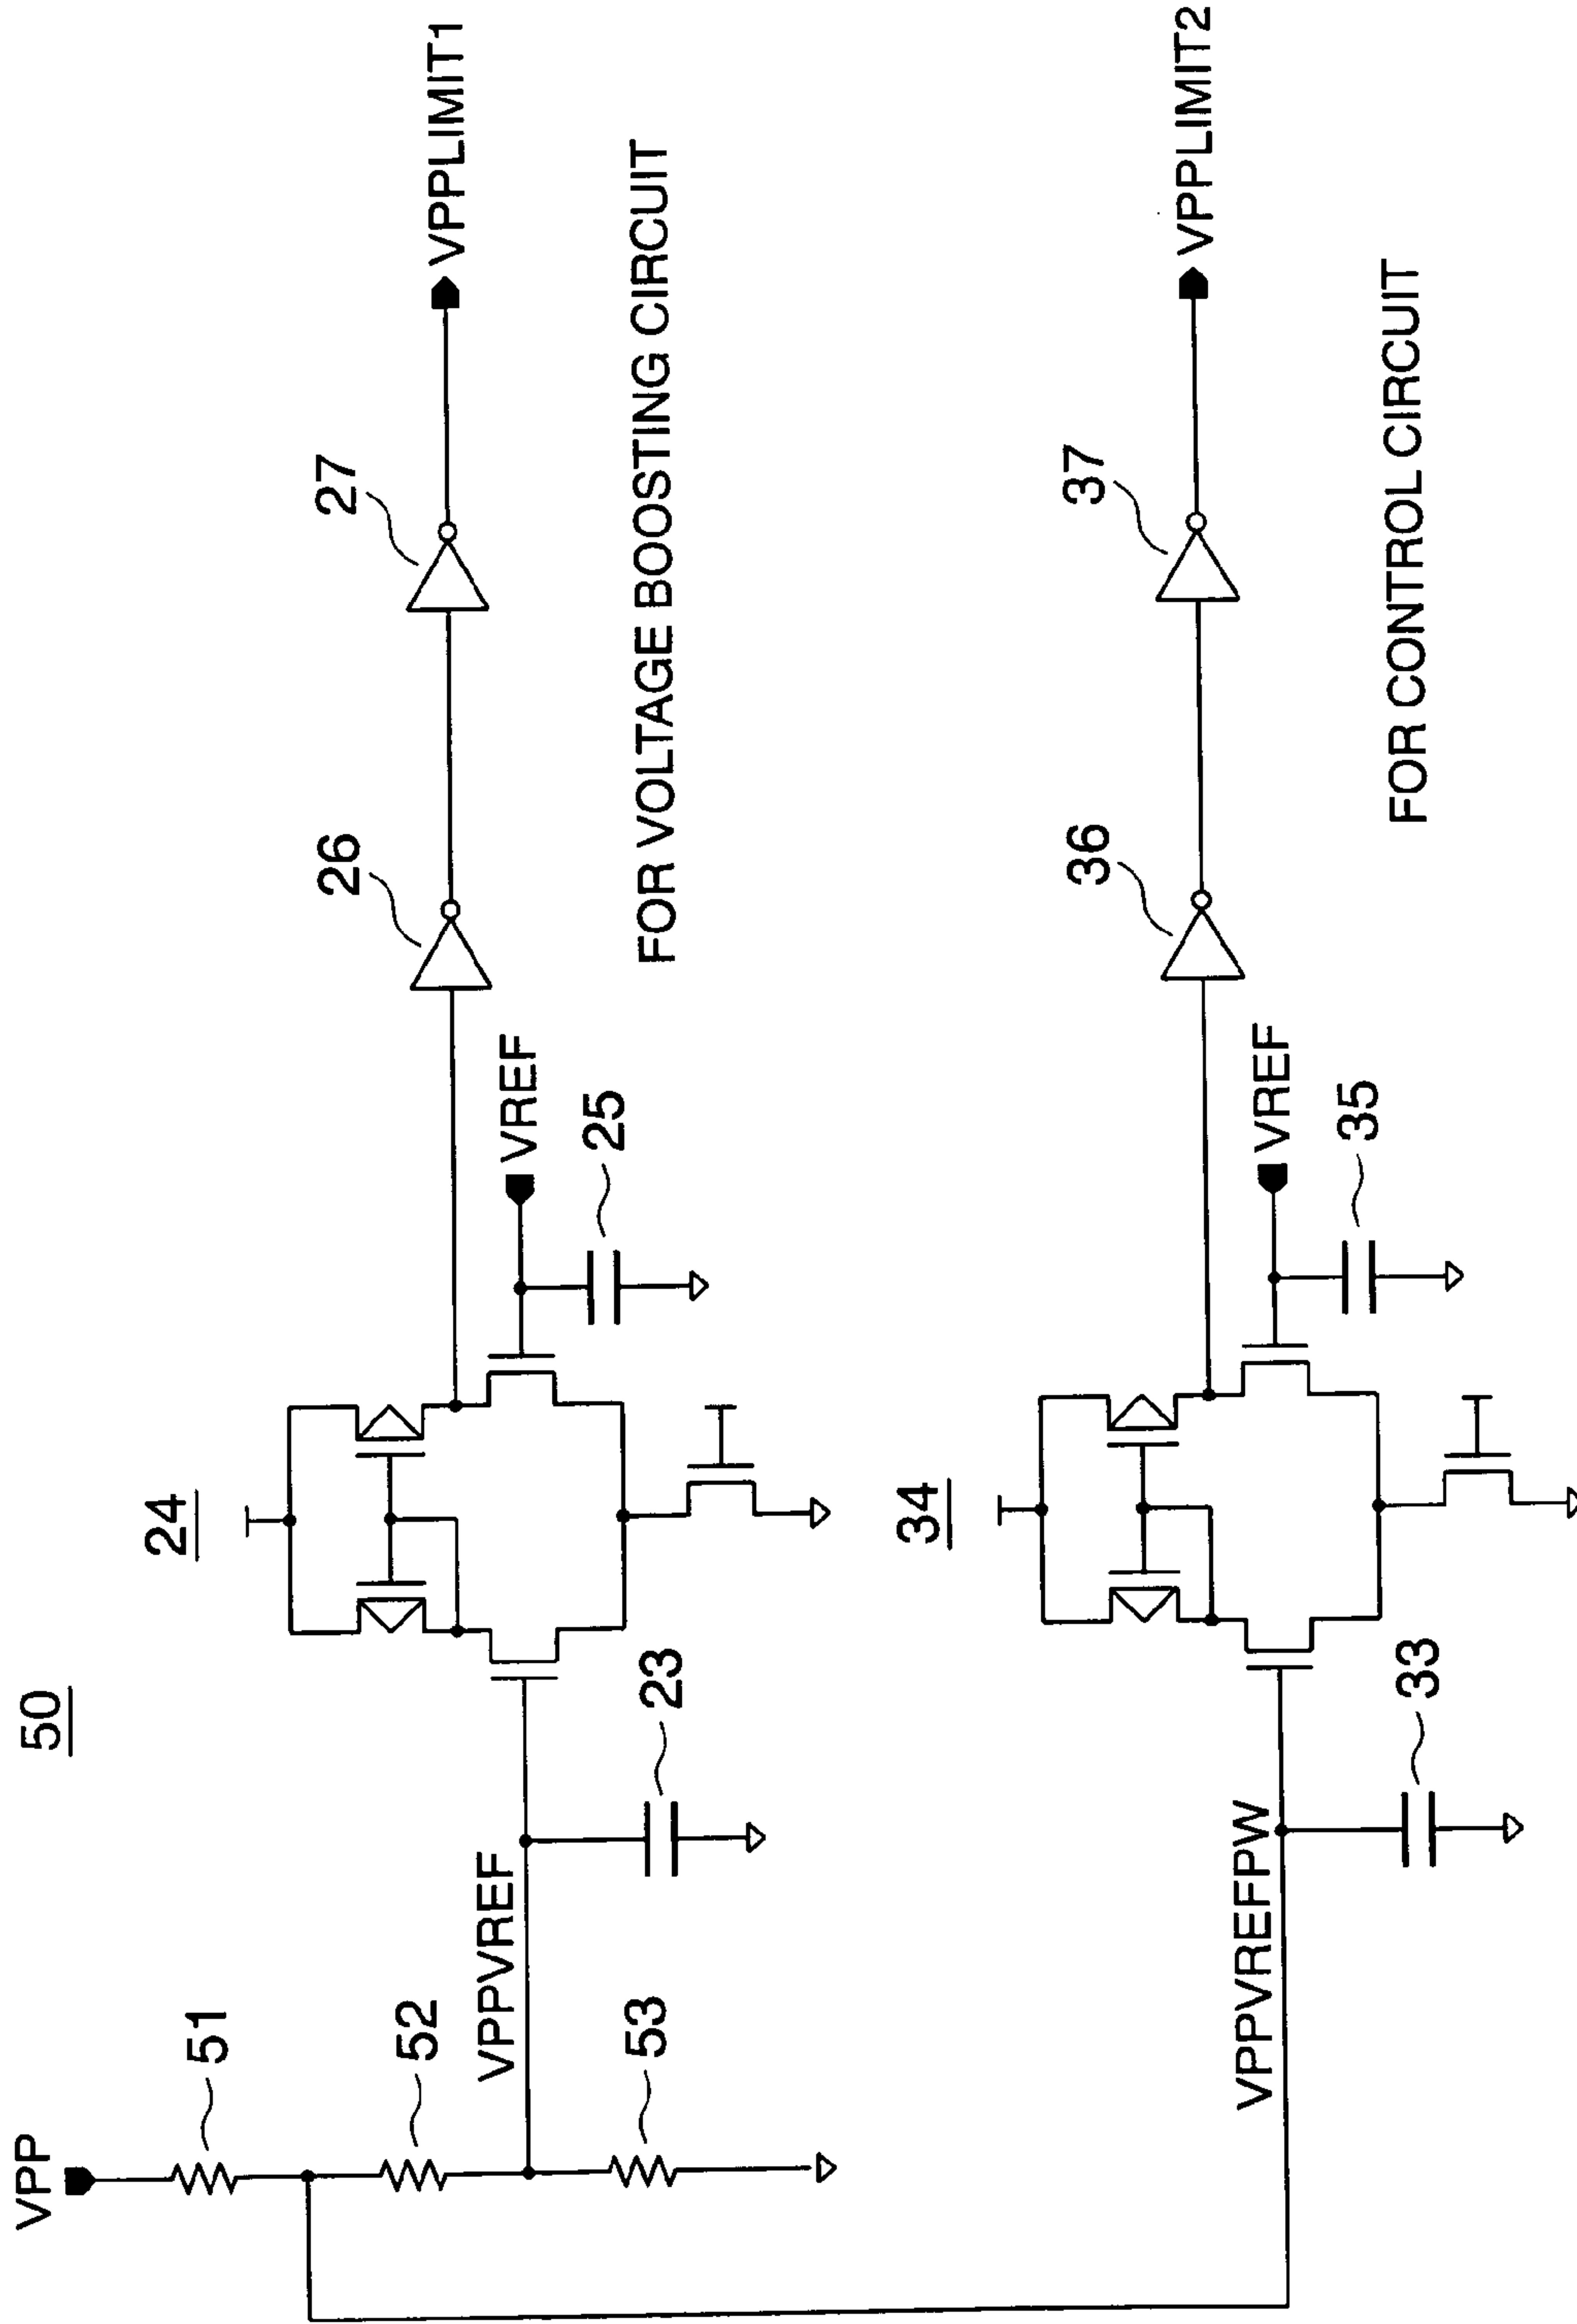 50
VPP
51
52
53
VPPVREF
23
24
VREF
25
26
27
VPPLIMIT1
FOR VOLTAGE BOOSTING CIRCUIT
VPPVREFPW
33
34
VREF
35
36
37
VPPLIMIT2
FOR CONTROL CIRCUIT